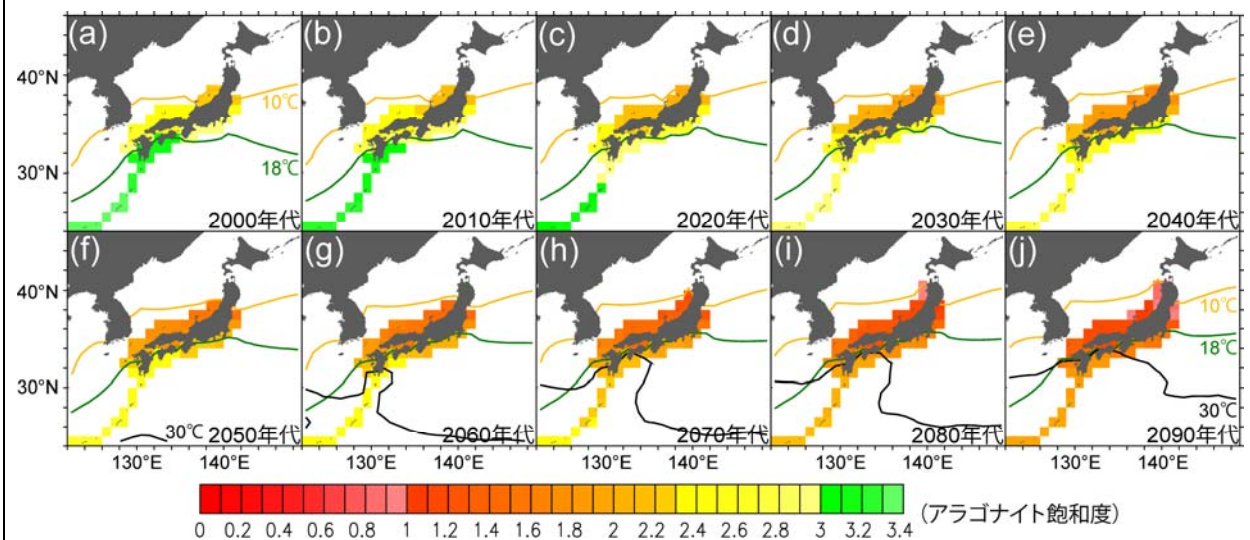 (a) (b) (c) (d) (e)
40°N
10℃
30°N
18℃
2000年代 2010年代 2020年代 2030年代 2040年代
(f) (g) (h) (i) (j)
40°N
10℃
18℃
30°N
30℃
30℃ 2050年代 2060年代 2070年代 2080年代 2090年代
130°E 140°E 130°E 140°E 130°E 140°E 130°E 140°E 130°E 140°E
(アラゴナイト飽和度)
0 0.2 0.4 0.6 0.8 1 1.2 1.4 1.6 1.8 2 2.2 2.4 2.6 2.8 3 3.2 3.4